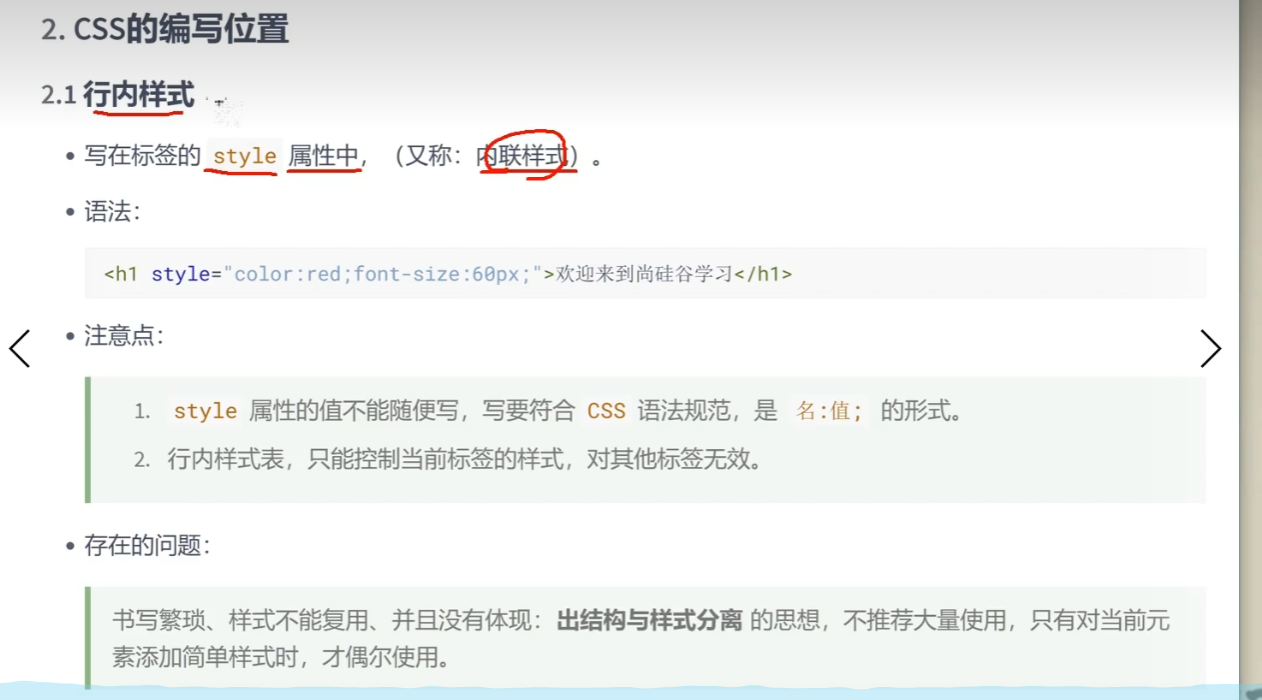 2. CSS的编写位置
2.1 行内样式
• 写在标签的 style 属性中，（又称：内联样式）。
• 语法：
<h1 style="color:red;font-size:60px;">欢迎来到尚硅谷学习</h1>
• 注意点：
1. style 属性的值不能随便写，写要符合 CSS 语法规范，是 名:值; 的形式。
2. 行内样式表，只能控制当前标签的样式，对其他标签无效。
• 存在的问题：
书写繁琐、样式不能复用、并且没有体现：出结构与样式分离 的思想，不推荐大量使用，只有对当前元
素添加简单样式时，才偶尔使用。